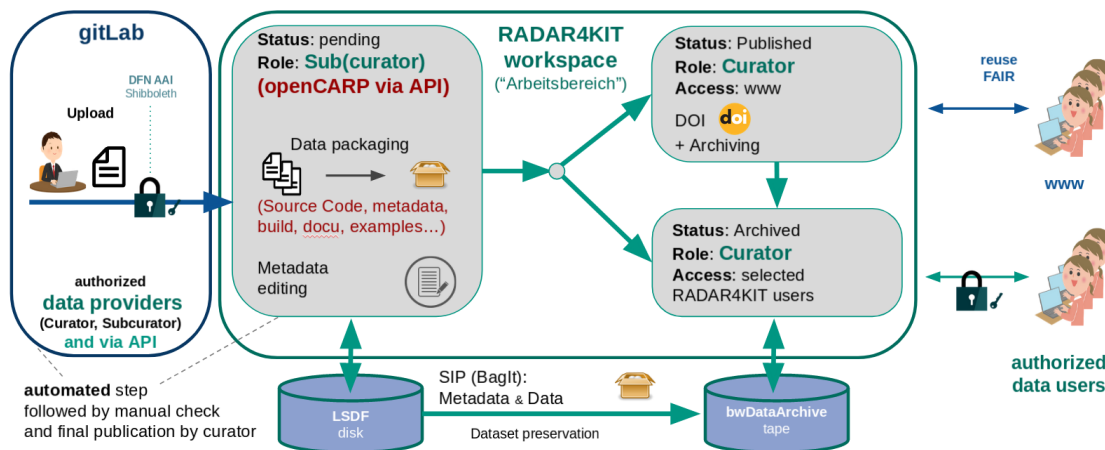 gitLab
DFN AAI
Shibboleth
Upload
authorized
data providers
(Curator, Subcurator)
and via API
automated step
followed by manual check
and final publication by curator
Status: pending
Role: Sub(curator)
(openCARP via API)
Data packaging
(Source Code, metadata,
build, docu, examples...)
Metadata
editing
RADAR4KIT
workspace
("Arbeitsbereich")
Status: Published
Role: Curator
Access: www
DOI doi
+ Archiving
Status: Archived
Role: Curator
Access: selected
RADAR4KIT users
reuse
FAIR
www
authorized
data users
LSDF
disk
SIP (BagIt):
Metadata & Data
Dataset preservation
bwDataArchive
tape